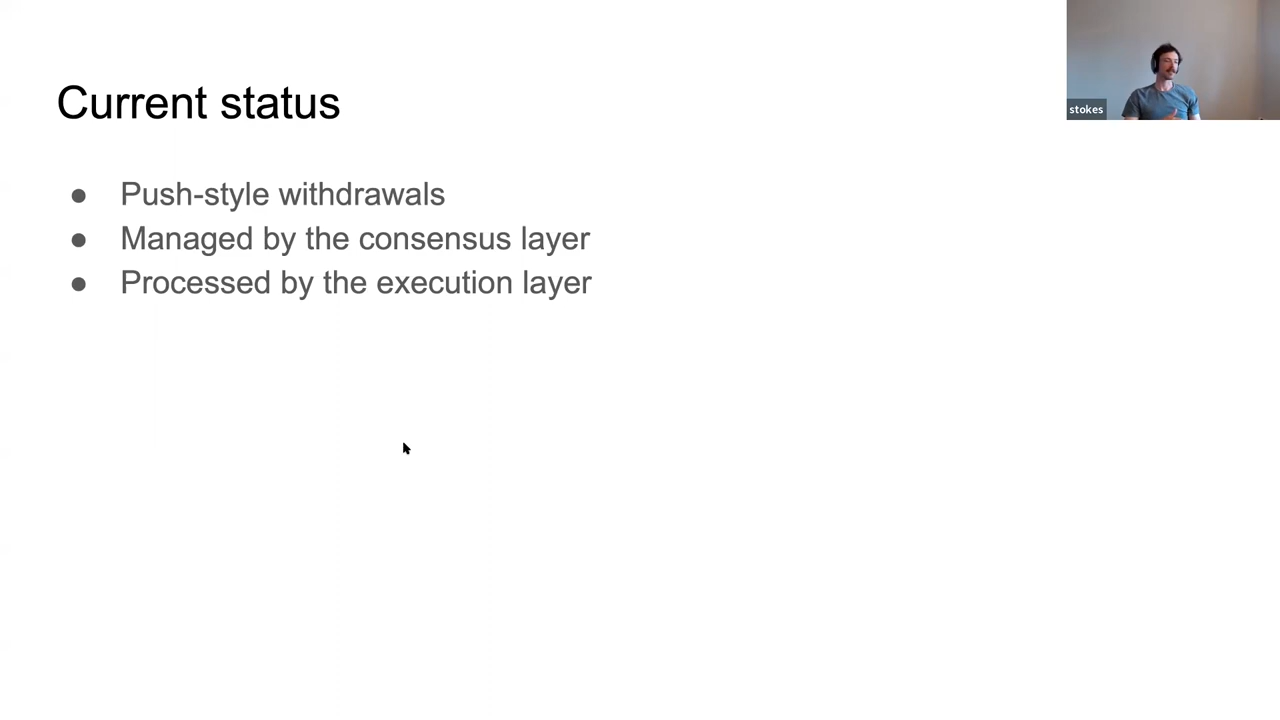 Current status
● Push-style withdrawals
● Managed by the consensus layer
● Processed by the execution layer
stokes